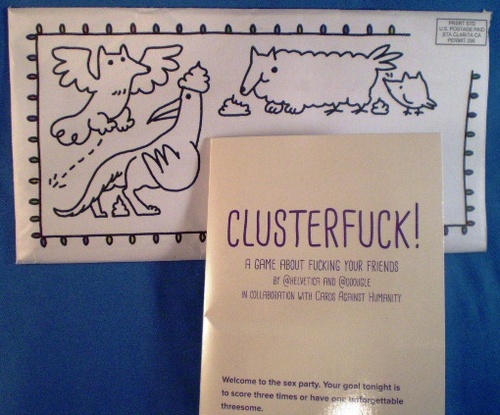 PRSRT STD
U.S. POSTAGE PAID
STA CLARITA CA
PERMIT
CLUSTERFUCK!
A GAME ABOUT FUCKING YOUR FRIENDS
BY @HELVETICA AND @DOOUGLE
IN COLLABORATION WITH CARDS AGAINST HUMANITY
Welcome to the sex party. Your goal tonight is
to score three times or have one unforgettable
threesome.